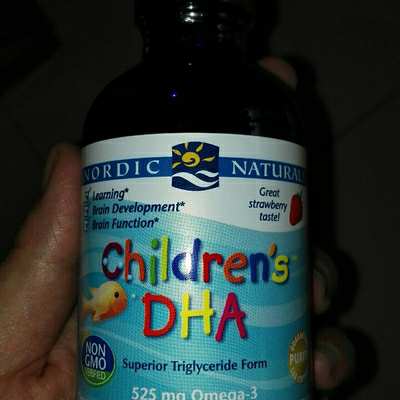 NORDIC NATURALS
Learning*
Brain Development*
Brain Function*
Great
strawberry
taste!
Children's
DHA
NON
GMO
VERIFIED
Superior Triglyceride Form
525 mg Omega-3